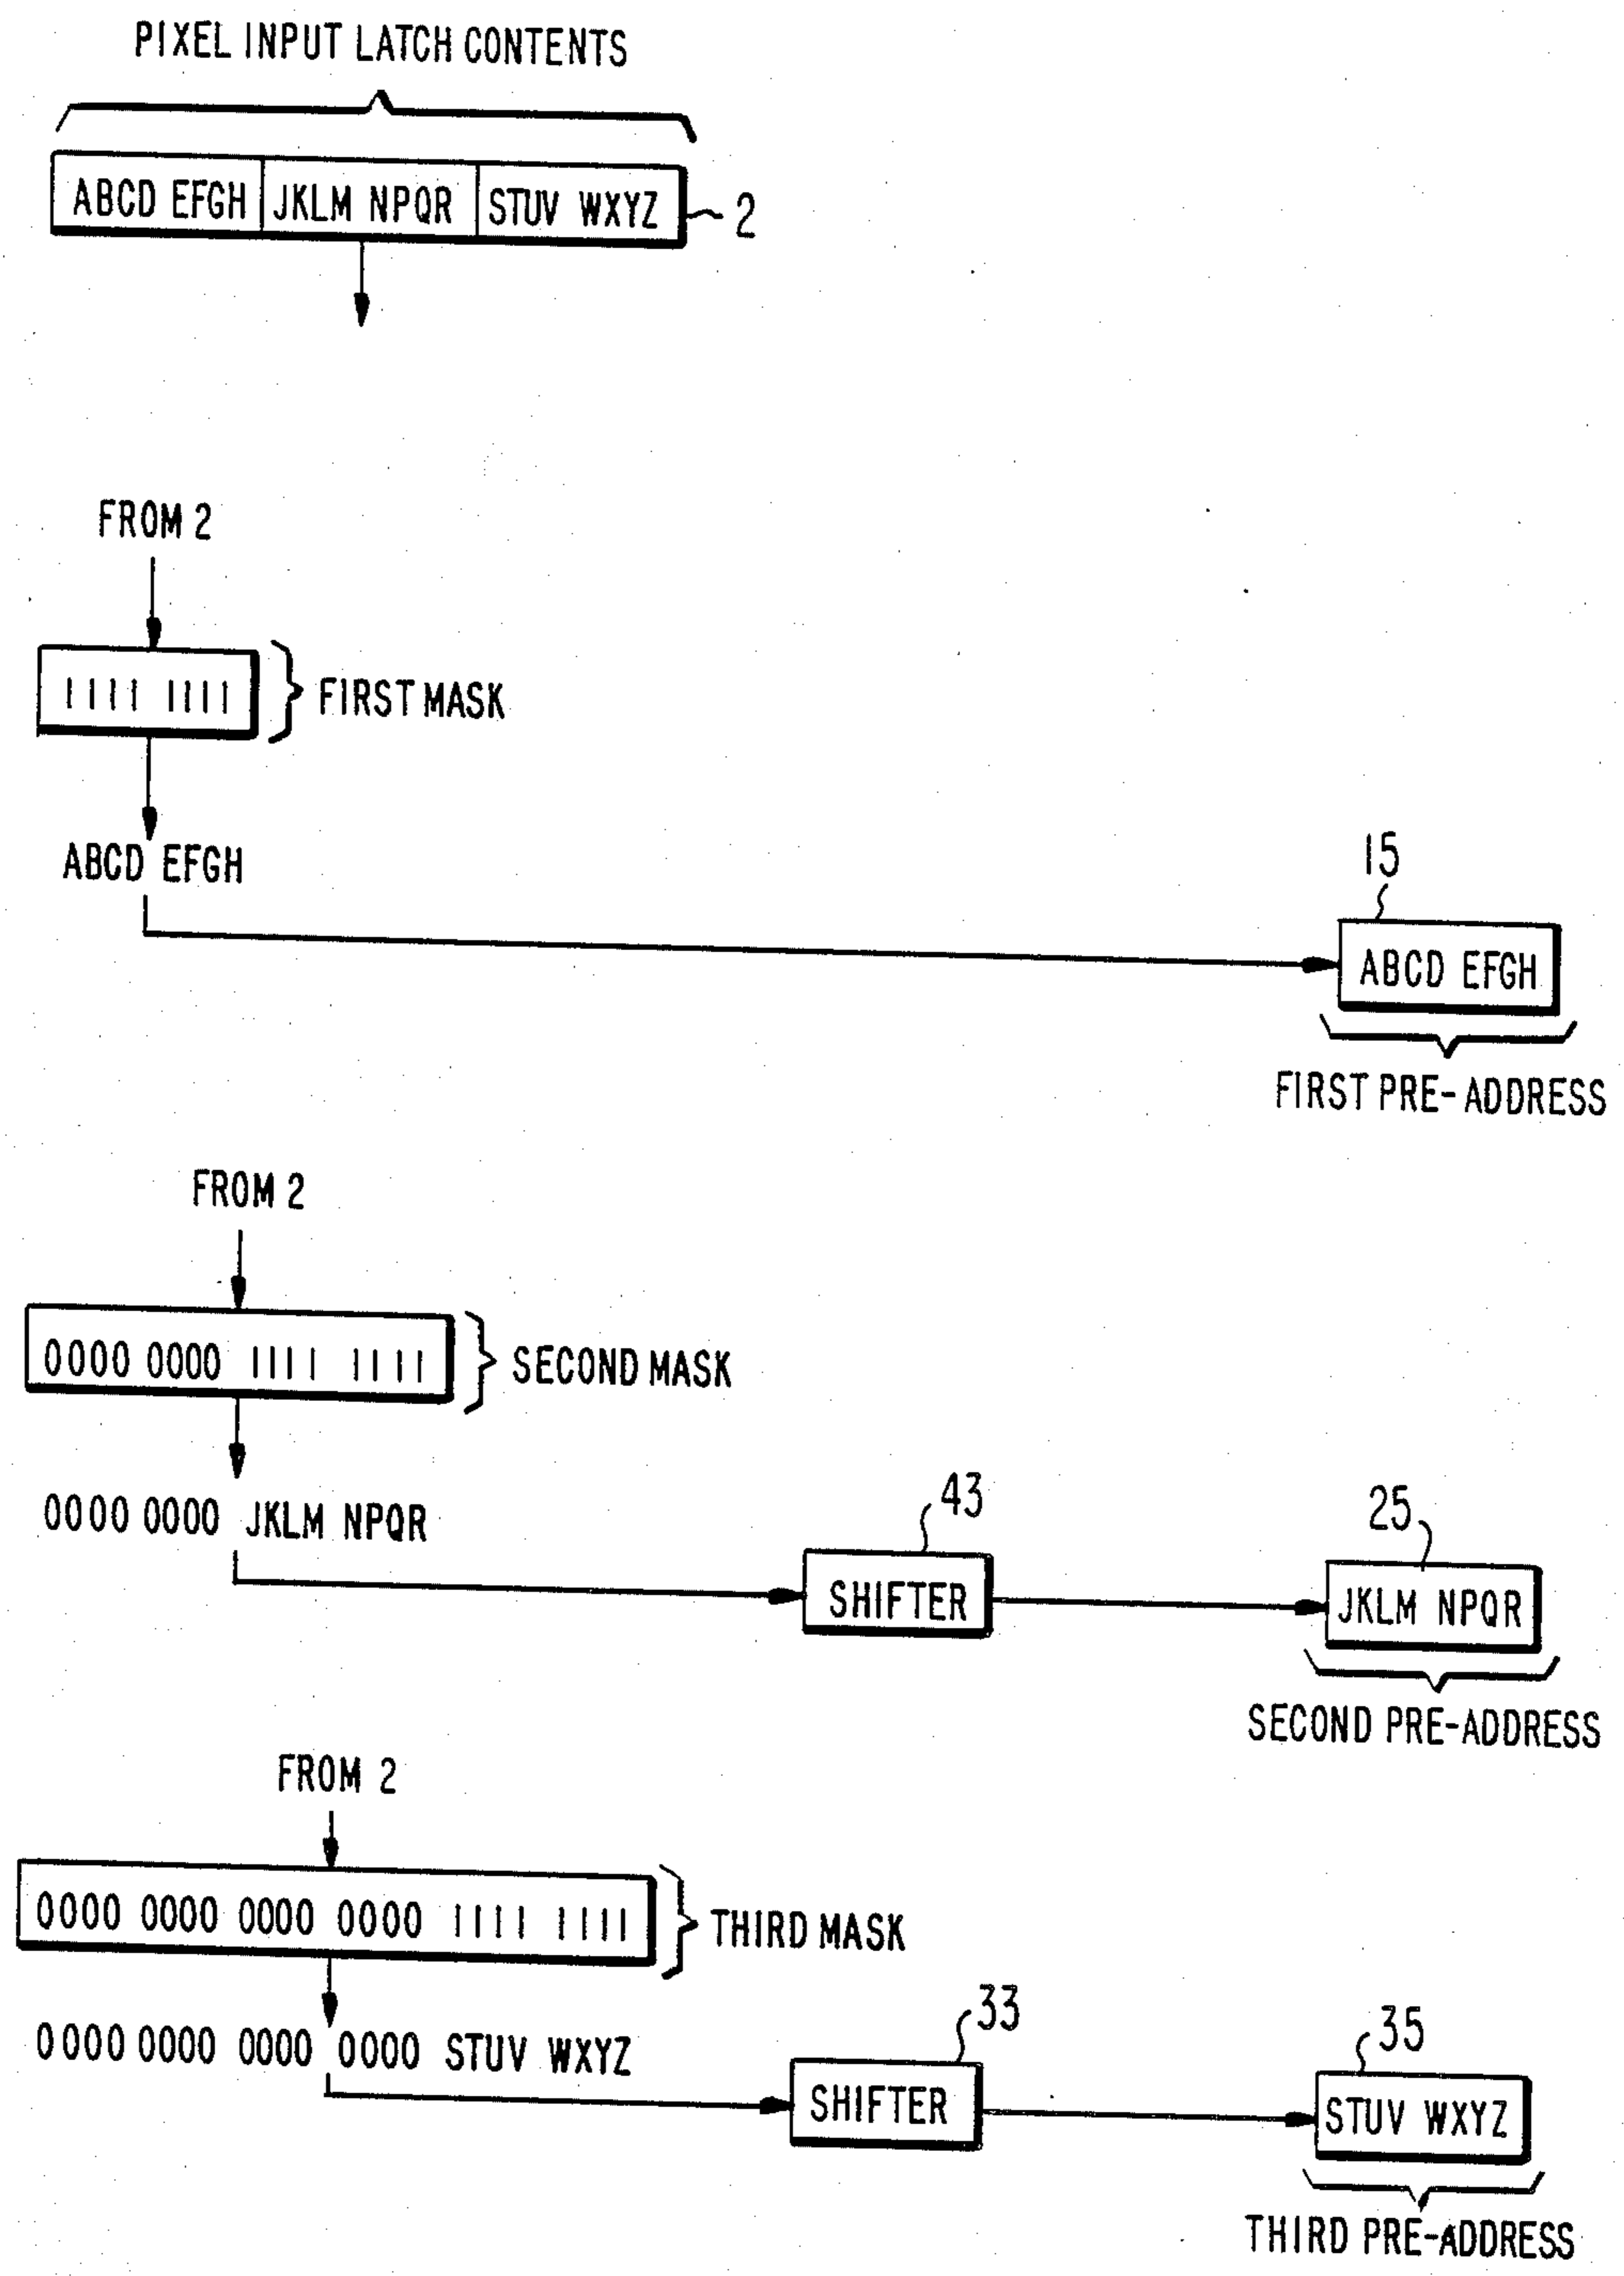 PIXEL INPUT LATCH CONTENTS
ABCD EFGH JKLM NPQR STUV WXYZ 2
FROM 2
1111 1111 FIRST MASK
ABCD EFGH
15
ABCD EFGH
FIRST PRE-ADDRESS
FROM 2
0000 0000 1111 1111 SECOND MASK
0000 0000 JKLM NPQR
43
25
SHIFTER
JKLM NPQR
SECOND PRE-ADDRESS
FROM 2
0000 0000 0000 0000 1111 1111 THIRD MASK
0000 0000 0000 0000 STUV WXYZ
33
35
SHIFTER
STUV WXYZ
THIRD PRE-ADDRESS